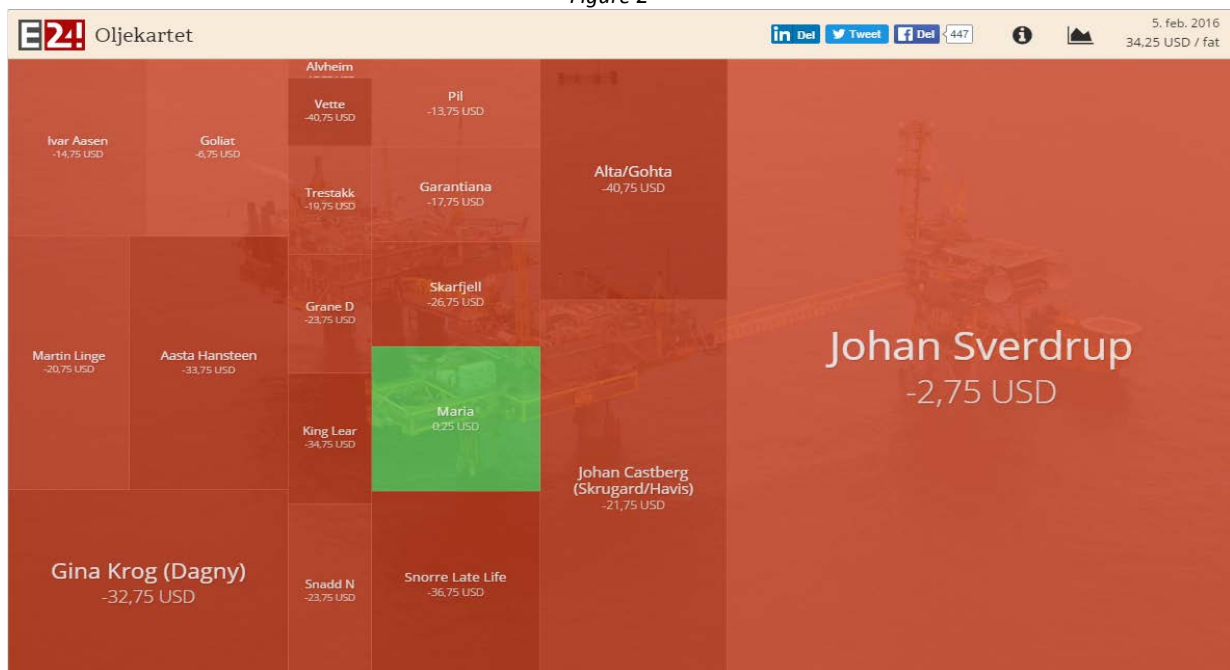 Figure 2
E24! Oljekartet
in Del
Tweet
f Del
447
5. feb. 2016
34,25 USD / fat
Ivar Aasen
-14,75 USD
Goliat
-6,75 USD
Alvheim
Vette
-40,75 USD
Pil
-13,75 USD
Trestakk
-19,75 USD
Garantiana
-17,75 USD
Alta/Gohta
-40,75 USD
Martin Linge
-20,75 USD
Aasta Hansteen
-33,75 USD
Grane D
-23,75 USD
Skarfjell
-26,75 USD
Maria
0,25 USD
King Lear
-34,75 USD
Johan Castberg
(Skrugard/Havis)
-21,75 USD
Johan Sverdrup
-2,75 USD
Gina Krog (Dagny)
-32,75 USD
Snadd N
-23,75 USD
Snorre Late Life
-36,75 USD